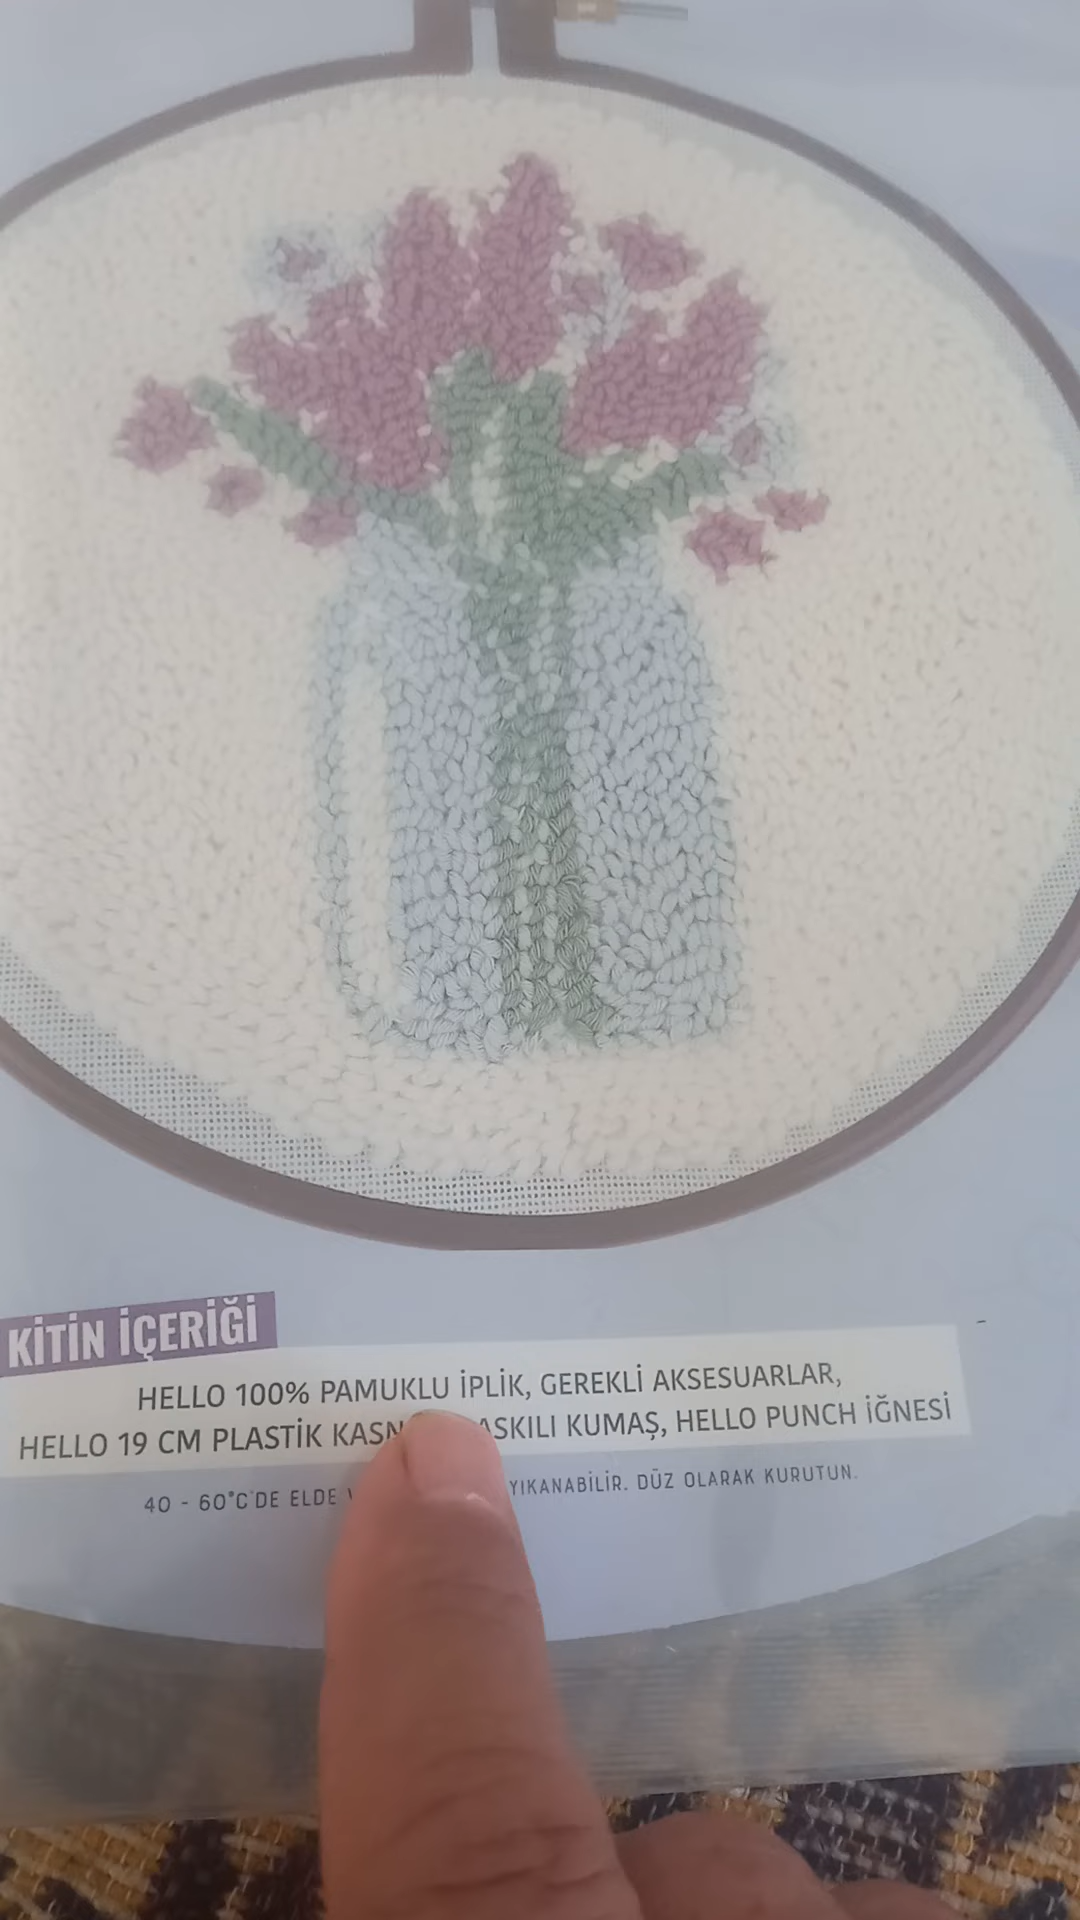 KİTİN İÇERİĞİ
HELLO 100% PAMUKLU İPLİK, GEREKLİ AKSESUARLAR,
HELLO 19 CM PLASTİK KUMAŞ, HELLO PUNCH İĞNESİ
40 - 60°C'DE ELDE YIKANABİLİR. DÜZ OLARAK KURUTUN.